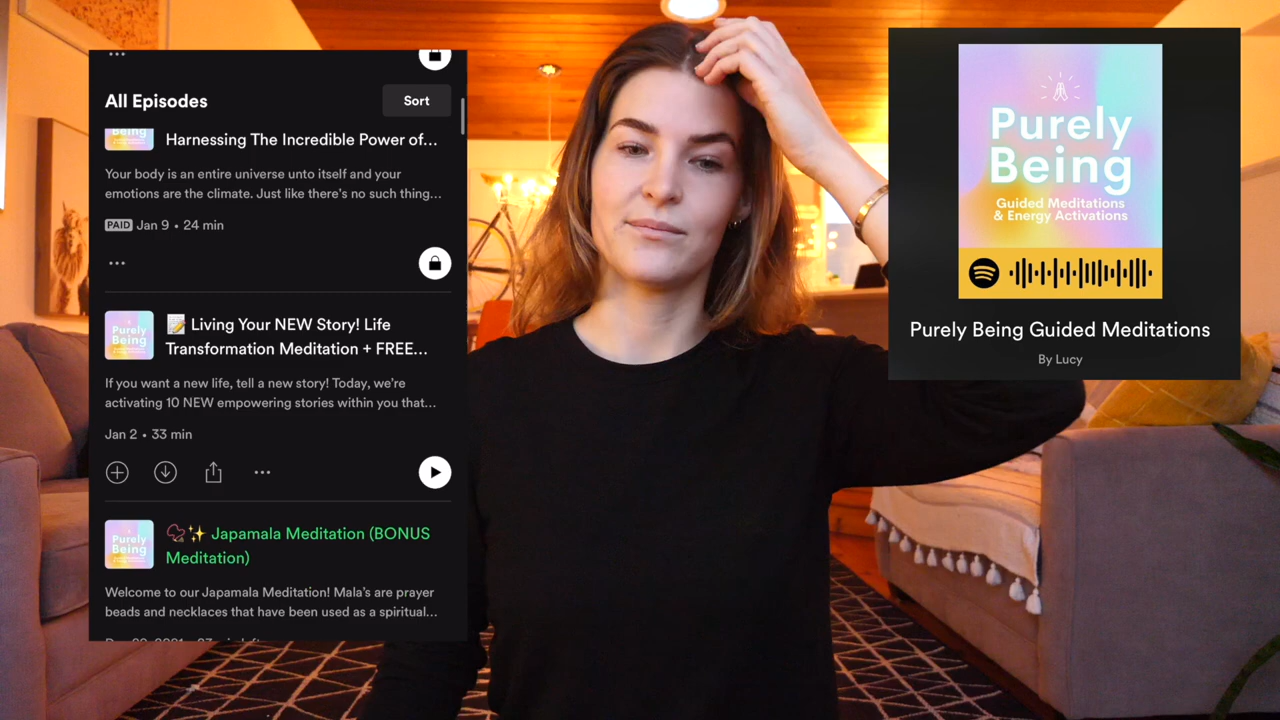 All Episodes
Sort
Being
Harnessing The Incredible Power of...
Your body is an entire universe unto itself and your
emotions are the climate. Just like there's no such thing...
PAID Jan 9 • 24 min
Purely
Being
📝 Living Your NEW Story! Life
Transformation Meditation + FREE...
If you want a new life, tell a new story! Today, we're
activating 10 NEW empowering stories within you that...
Jan 2 • 33 min
Purely
Being
📿✨ Japamala Meditation (BONUS
Meditation)
Welcome to our Japamala Meditation! Mala's are prayer
beads and necklaces that have been used as a spiritual...
Purely
Being
Guided Meditations
& Energy Activations
Purely Being Guided Meditations
By Lucy